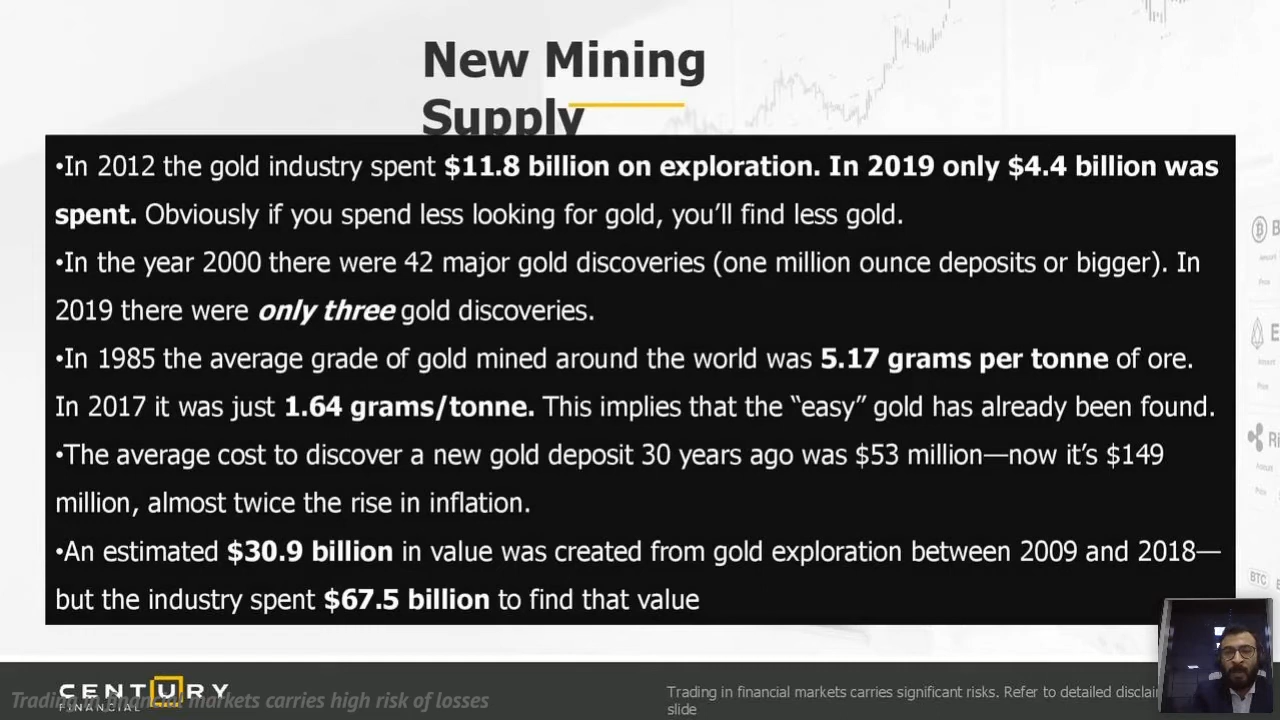 New Mining
Supply
•In 2012 the gold industry spent $11.8 billion on exploration. In 2019 only $4.4 billion was
spent. Obviously if you spend less looking for gold, you’ll find less gold.
•In the year 2000 there were 42 major gold discoveries (one million ounce deposits or bigger). In
2019 there were only three gold discoveries.
•In 1985 the average grade of gold mined around the world was 5.17 grams per tonne of ore.
In 2017 it was just 1.64 grams/tonne. This implies that the “easy” gold has already been found.
•The average cost to discover a new gold deposit 30 years ago was $53 million—now it’s $149
million, almost twice the rise in inflation.
•An estimated $30.9 billion in value was created from gold exploration between 2009 and 2018—
but the industry spent $67.5 billion to find that value
CENTURY
FINANCIAL
Trading in financial markets carries high risk of losses
Trading in financial markets carries significant risks. Refer to detailed
slide
BTC